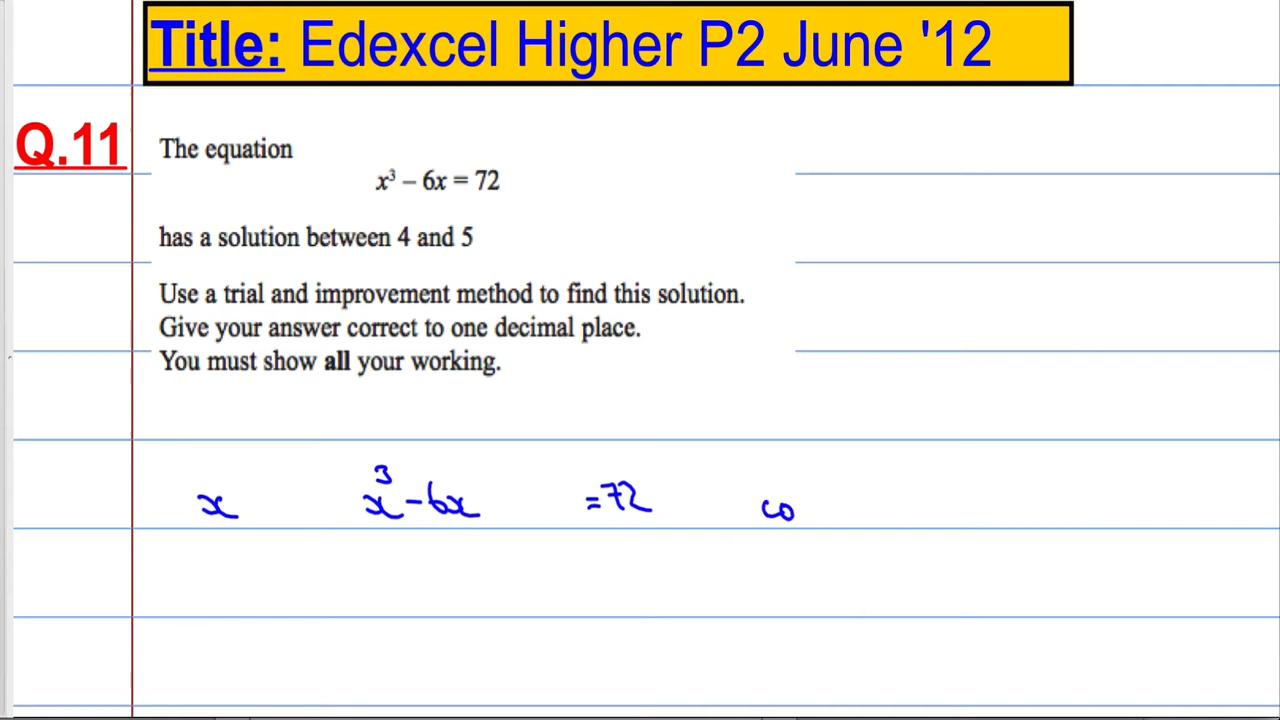 Title: Edexcel Higher P2 June '12
Q.11
The equation
x³ – 6x = 72
has a solution between 4 and 5
Use a trial and improvement method to find this solution.
Give your answer correct to one decimal place.
You must show all your working.
x x³ - 6x = 72 co